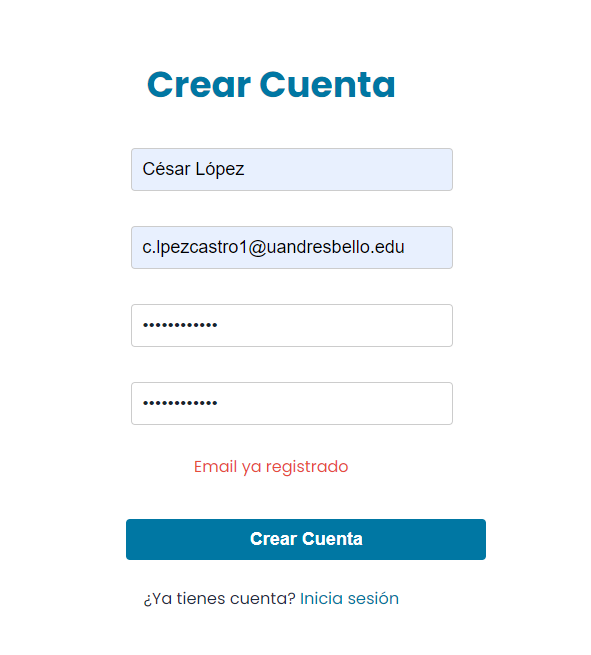 Crear Cuenta
César López
c.lpezcastro1@uandresbello.edu
••••••••••••
••••••••••••
Email ya registrado
Crear Cuenta
¿Ya tienes cuenta? Inicia sesión